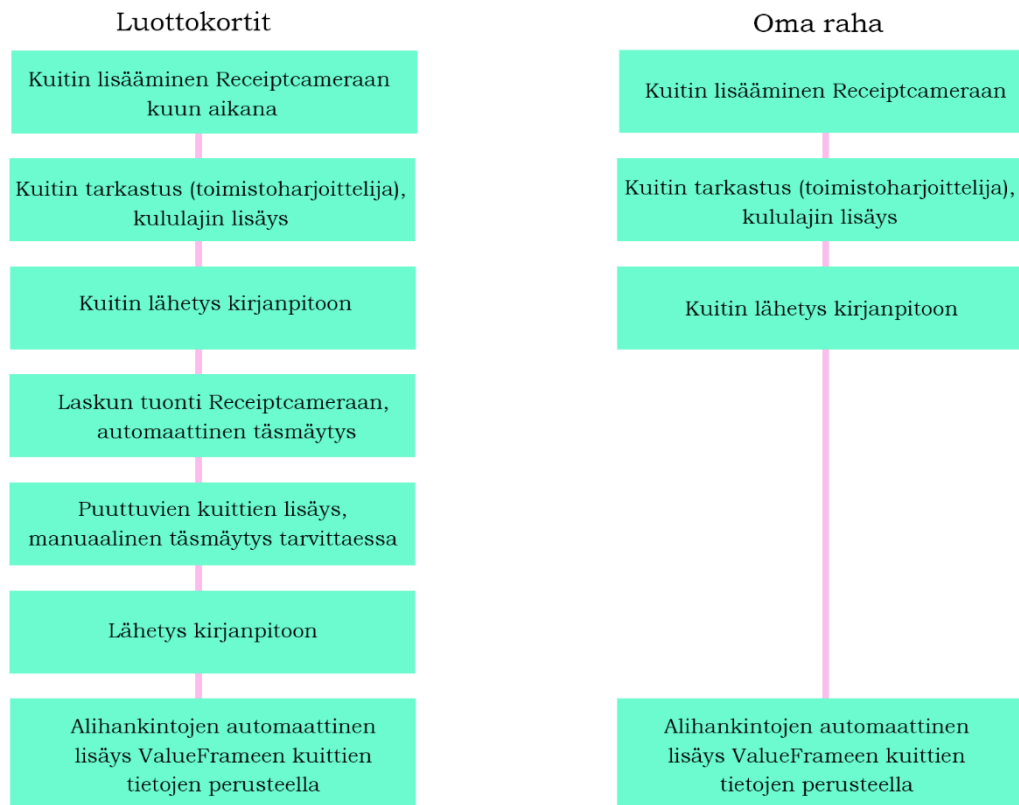 Luottokortit
Kuitin lisääminen Receiptcameraan
kuun aikana
Kuitin tarkastus (toimistoharjoittelija),
kululajin lisäys
Kuitin lähetys kirjanpitoon
Laskun tuonti Receiptcameraan,
automaattinen täsmäytys
Puuttuvien kuittien lisäys,
manuaalinen täsmäytys tarvittaessa
Lähetys kirjanpitoon
Alihankintojen automaattinen
lisäys ValueFrameen kuittien
tietojen perusteella
Oma raha
Kuitin lisääminen Receiptcameraan
Kuitin tarkastus (toimistoharjoittelija),
kululajin lisäys
Kuitin lähetys kirjanpitoon
Alihankintojen automaattinen
lisäys ValueFrameen kuittien
tietojen perusteella